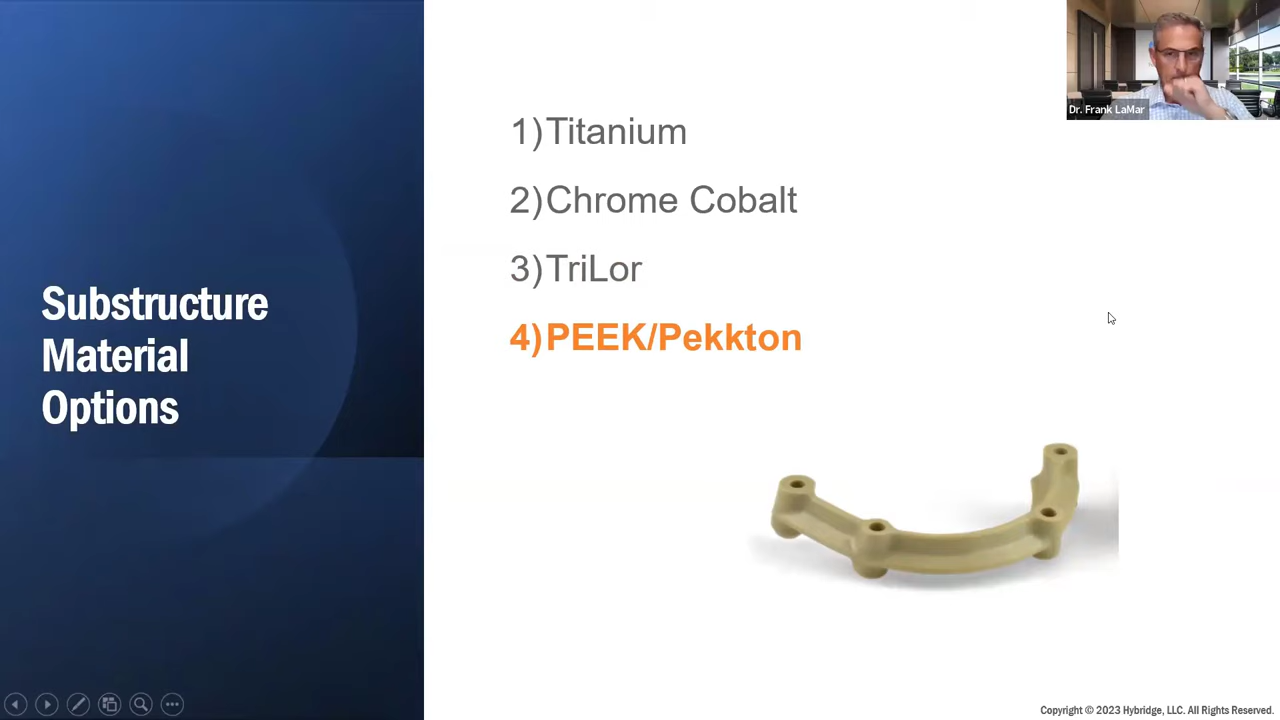 Dr. Frank LaMar
Substructure
Material
Options
1) Titanium
2) Chrome Cobalt
3) TriLor
4) PEEK/Pekkton
Copyright © 2023 Hybridge, LLC. All Rights Reserved.